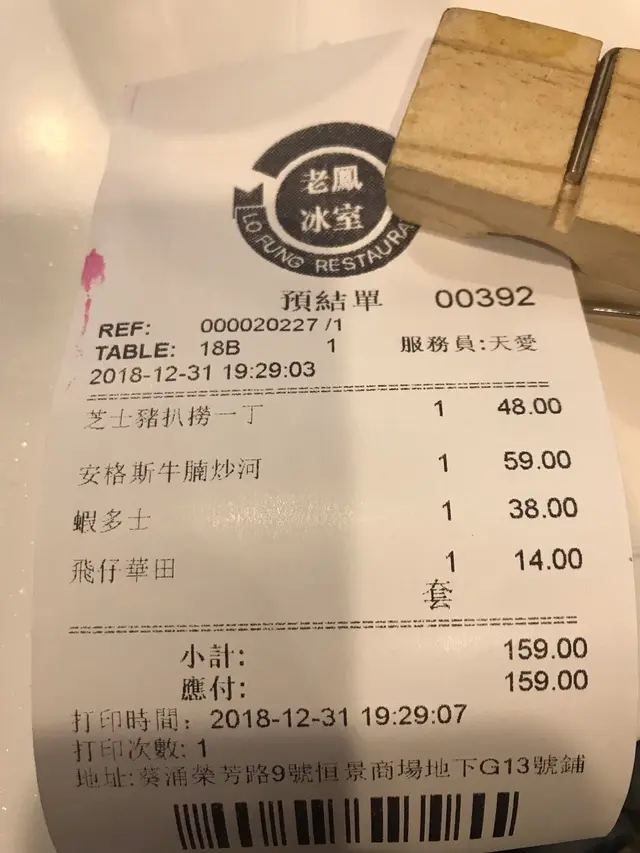 老鳳
冰室
LO FUNG RESTAURA
預結單 00392
REF: 000020227 /1
TABLE: 18B 1 服務員:天愛
2018-12-31 19:29:03
芝士豬扒撈一丁 1 48.00
安格斯牛腩炒河 1 59.00
蝦多士 1 38.00
飛仔華田 1 14.00
套
小計: 159.00
應付: 159.00
打印時間: 2018-12-31 19:29:07
打印次數: 1
地址:葵涌榮芳路9號恒景商場地下G13號鋪